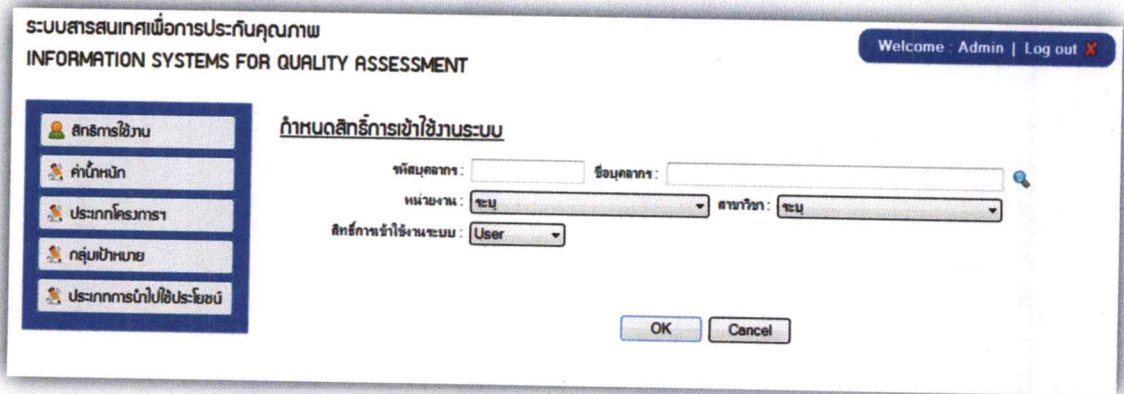 ระบบสารสนเทศเพื่อการประกันคุณภาพ
INFORMATION SYSTEMS FOR QUALITY ASSESSMENT
Welcome : Admin | Log out
สิทธิการใช้งาน
ค่าน้ำหนัก
ประเภทโครงการฯ
กลุ่มเป้าหมาย
ประเภทการนำไปใช้ประโยชน์
กำหนดสิทธิ์การเข้าใช้งานระบบ
รหัสบุคลากร : ชื่อบุคลากร :
หน่วยงาน : ระบุ สาขาวิชา : ระบุ
สิทธิ์การเข้าใช้งานระบบ : User
OK Cancel